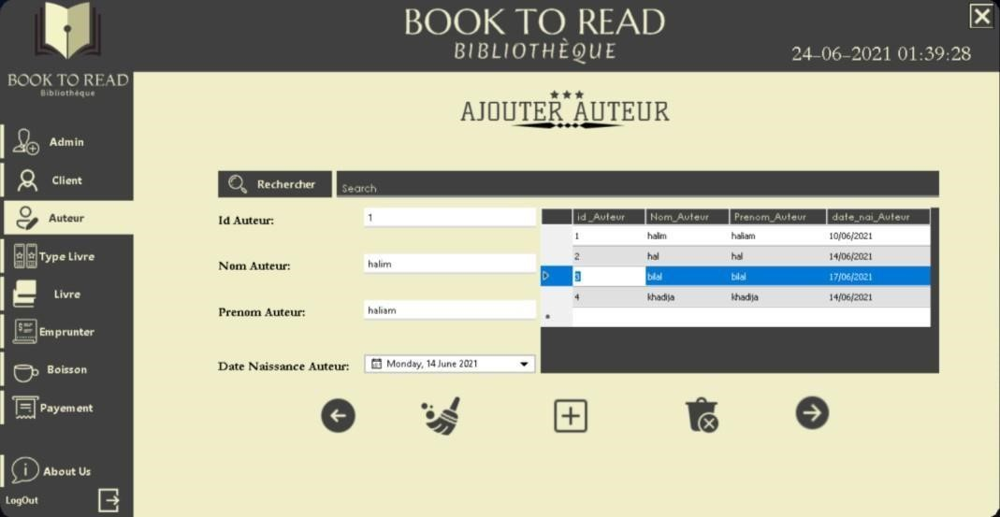 BOOK TO READ
BIBLIOTHÈQUE
24-06-2021 01:39:28
BOOK TO READ
Bibliothéque
Admin
Client
Auteur
Type Livre
Livre
Emprunter
Boisson
Payement
About Us
LogOut
AJOUTER AUTEUR
Rechercher
Search
Id Auteur:
1
Nom Auteur:
halim
Prenom Auteur:
haliam
Date Naissance Auteur:
Monday, 14 June 2021
id_Auteur Nom_Auteur Prenom_Auteur date_nai_Auteur
1 halim haliam 10/06/2021
2 hal hal 14/06/2021
3 bilal bilal 17/06/2021
4 khadija khadija 14/06/2021